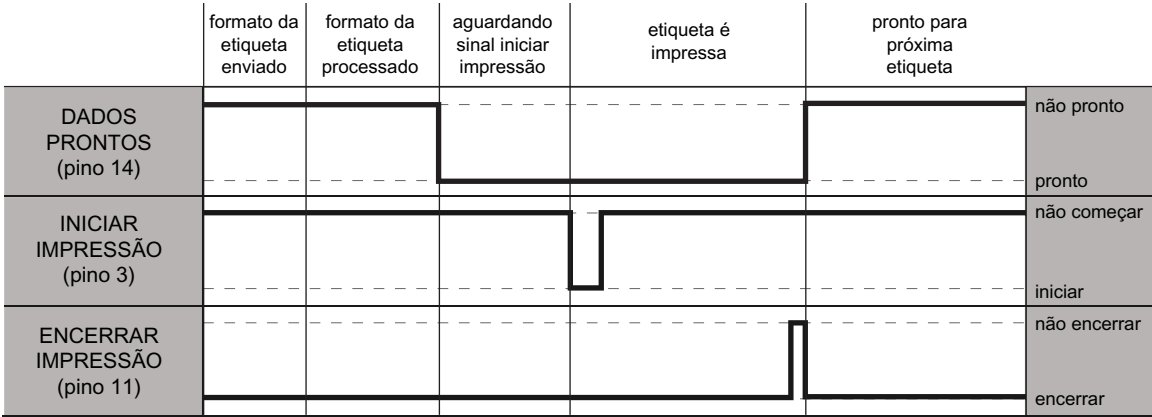 formato da
etiqueta
enviado
formato da
etiqueta
processado
aguardando
sinal iniciar
impressão
etiqueta é
impressa
pronto para
próxima
etiqueta
DADOS
PRONTOS
(pino 14)
não pronto
pronto
INICIAR
IMPRESSÃO
(pino 3)
não começar
iniciar
ENCERRAR
IMPRESSÃO
(pino 11)
não encerrar
encerrar